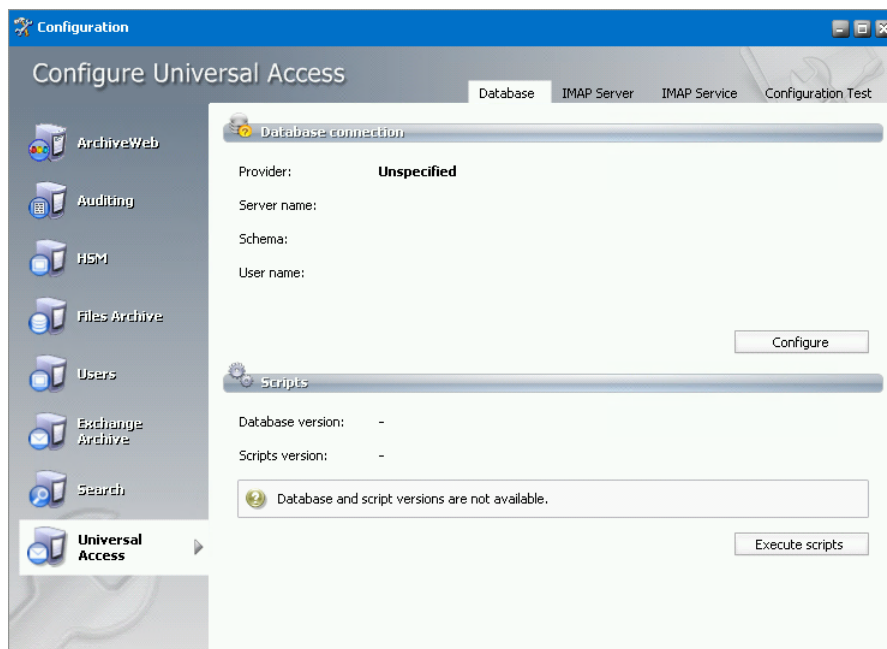 Configuration
Configure Universal Access
Database IMAP Server IMAP Service Configuration Test
ArchiveWeb
Auditing
HSM
Files Archive
Users
Exchange
Archive
Search
Universal
Access
Database connection
Provider: Unspecified
Server name:
Schema:
User name:
Configure
Scripts
Database version: -
Scripts version: -
Database and script versions are not available.
Execute scripts